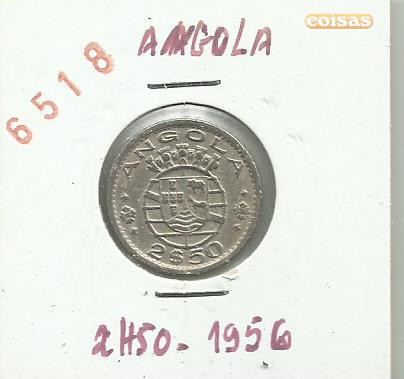 coisas
ANGOLA
6518
ANGOLA
2$50
2H50 - 1956